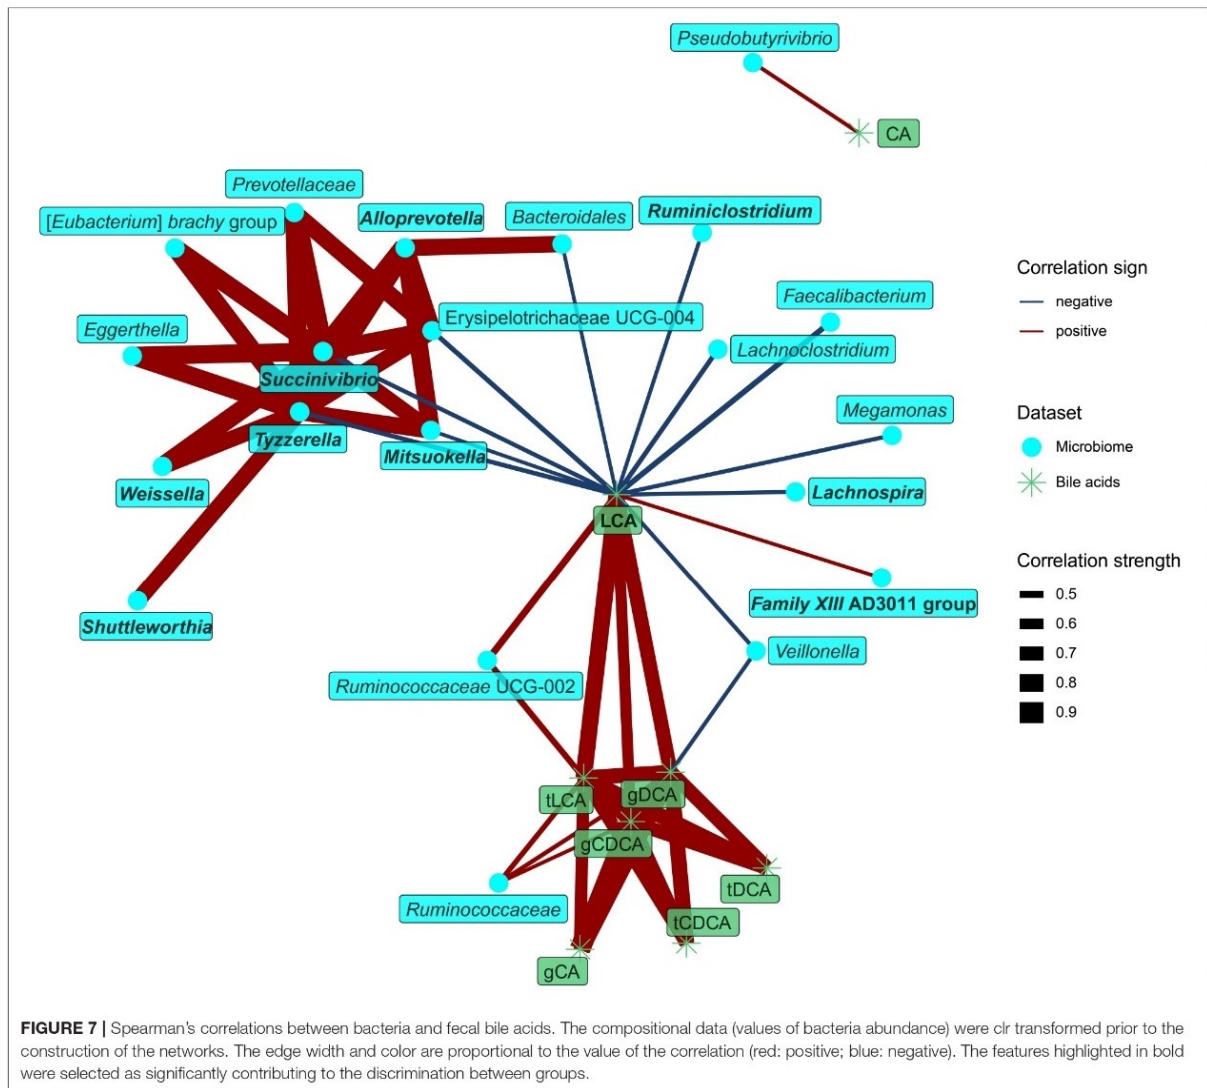 Pseudobutyrivibrio
CA
Prevotellaceae
[Eubacterium] brachy group
Alloprevotella
Bacteroidales
Ruminiclostridium
Correlation sign
negative
positive
Faecalibacterium
Eggerthella
Erysipelotrichaceae UCG-004
Lachnoclostridium
Succinivibrio
Megamonas
Dataset
Microbiome
Bile acids
Tyzzerella
Mitsuokella
Weissella
Lachnospira
LCA
Correlation strength
0.5
0.6
0.7
0.8
0.9
Family XIII AD3011 group
Shuttleworthia
Veillonella
Ruminococcaceae UCG-002
tLCA
gDCA
gCDCA
tDCA
Ruminococcaceae
tCDCA
gCA
FIGURE 7 | Spearman's correlations between bacteria and fecal bile acids. The compositional data (values of bacteria abundance) were clr transformed prior to the
construction of the networks. The edge width and color are proportional to the value of the correlation (red: positive; blue: negative). The features highlighted in bold
were selected as significantly contributing to the discrimination between groups.